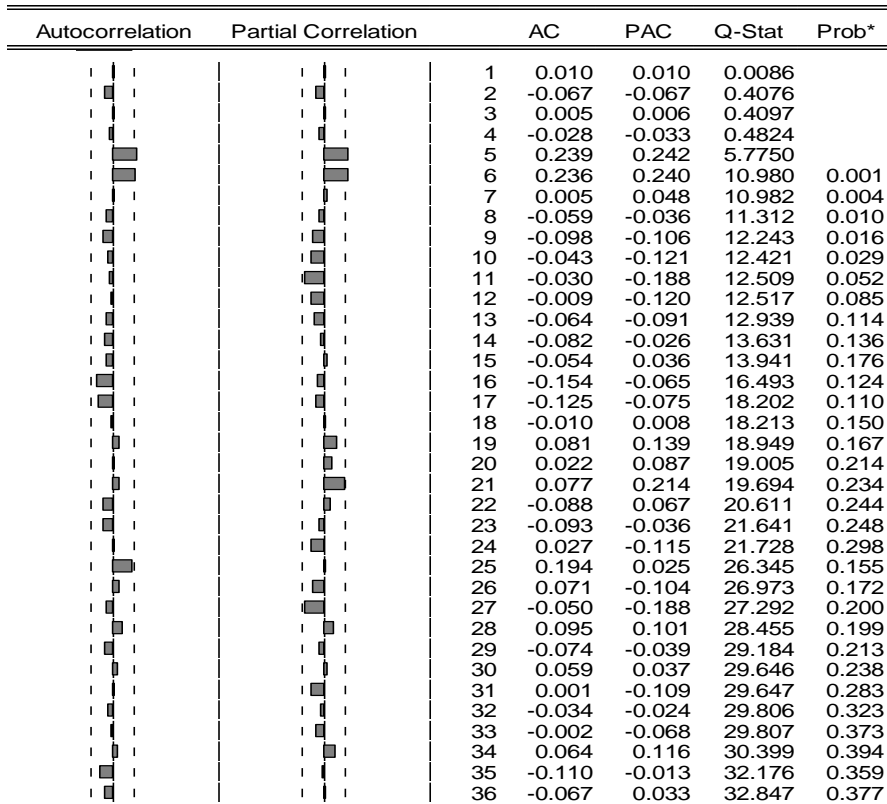 Autocorrelation Partial Correlation AC PAC Q-Stat Prob*
1 0.010 0.010 0.0086
2 -0.067 -0.067 0.4076
3 0.005 0.006 0.4097
4 -0.028 -0.033 0.4824
5 0.239 0.242 5.7750
6 0.236 0.240 10.980 0.001
7 0.005 0.048 10.982 0.004
8 -0.059 -0.036 11.312 0.010
9 -0.098 -0.106 12.243 0.016
10 -0.043 -0.121 12.421 0.029
11 -0.030 -0.188 12.509 0.052
12 -0.009 -0.120 12.517 0.085
13 -0.064 -0.091 12.939 0.114
14 -0.082 -0.026 13.631 0.136
15 -0.054 0.036 13.941 0.176
16 -0.154 -0.065 16.493 0.124
17 -0.125 -0.075 18.202 0.110
18 -0.010 0.008 18.213 0.150
19 0.081 0.139 18.949 0.167
20 0.022 0.087 19.005 0.214
21 0.077 0.214 19.694 0.234
22 -0.088 0.067 20.611 0.244
23 -0.093 -0.036 21.641 0.248
24 0.027 -0.115 21.728 0.298
25 0.194 0.025 26.345 0.155
26 0.071 -0.104 26.973 0.172
27 -0.050 -0.188 27.292 0.200
28 0.095 0.101 28.455 0.199
29 -0.074 -0.039 29.184 0.213
30 0.059 0.037 29.646 0.238
31 0.001 -0.109 29.647 0.283
32 -0.034 -0.024 29.806 0.323
33 -0.002 -0.068 29.807 0.373
34 0.064 0.116 30.399 0.394
35 -0.110 -0.013 32.176 0.359
36 -0.067 0.033 32.847 0.377